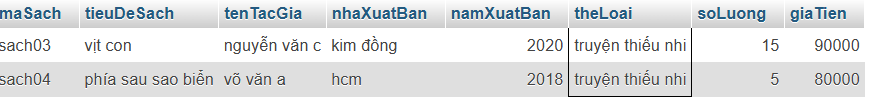 maSach tieuDeSach tenTacGia nhaXuatBan namXuatBan theLoai soLuong giaTien
sach03 vịt con nguyễn văn c kim đồng 2020 truyện thiếu nhi 15 90000
sach04 phía sau sao biển võ văn a hcm 2018 truyện thiếu nhi 5 80000